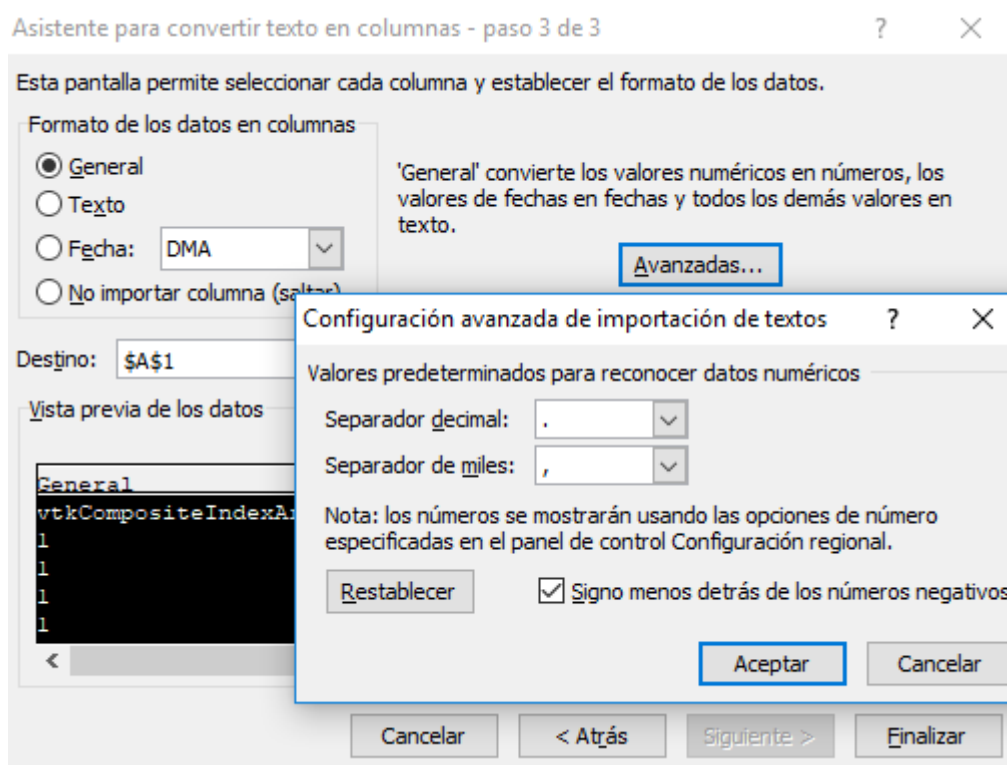 Asistente para convertir texto en columnas - paso 3 de 3
Esta pantalla permite seleccionar cada columna y establecer el formato de los datos.
Formato de los datos en columnas
General
Texto
Fecha: DMA
No importar columna (saltar)
'General' convierte los valores numéricos en números, los
valores de fechas en fechas y todos los demás valores en
texto.
Avanzadas...
Destino: $A$1
Vista previa de los datos
General
vtkCompositeIndexAr
1
1
1
1
Configuración avanzada de importación de textos
Valores predeterminados para reconocer datos numéricos
Separador decimal: .
Separador de miles: ,
Nota: los números se mostrarán usando las opciones de número
especificadas en el panel de control Configuración regional.
Restablecer
Signo menos detrás de los números negativos
Aceptar
Cancelar
Cancelar
< Atrás
Siguiente >
Finalizar